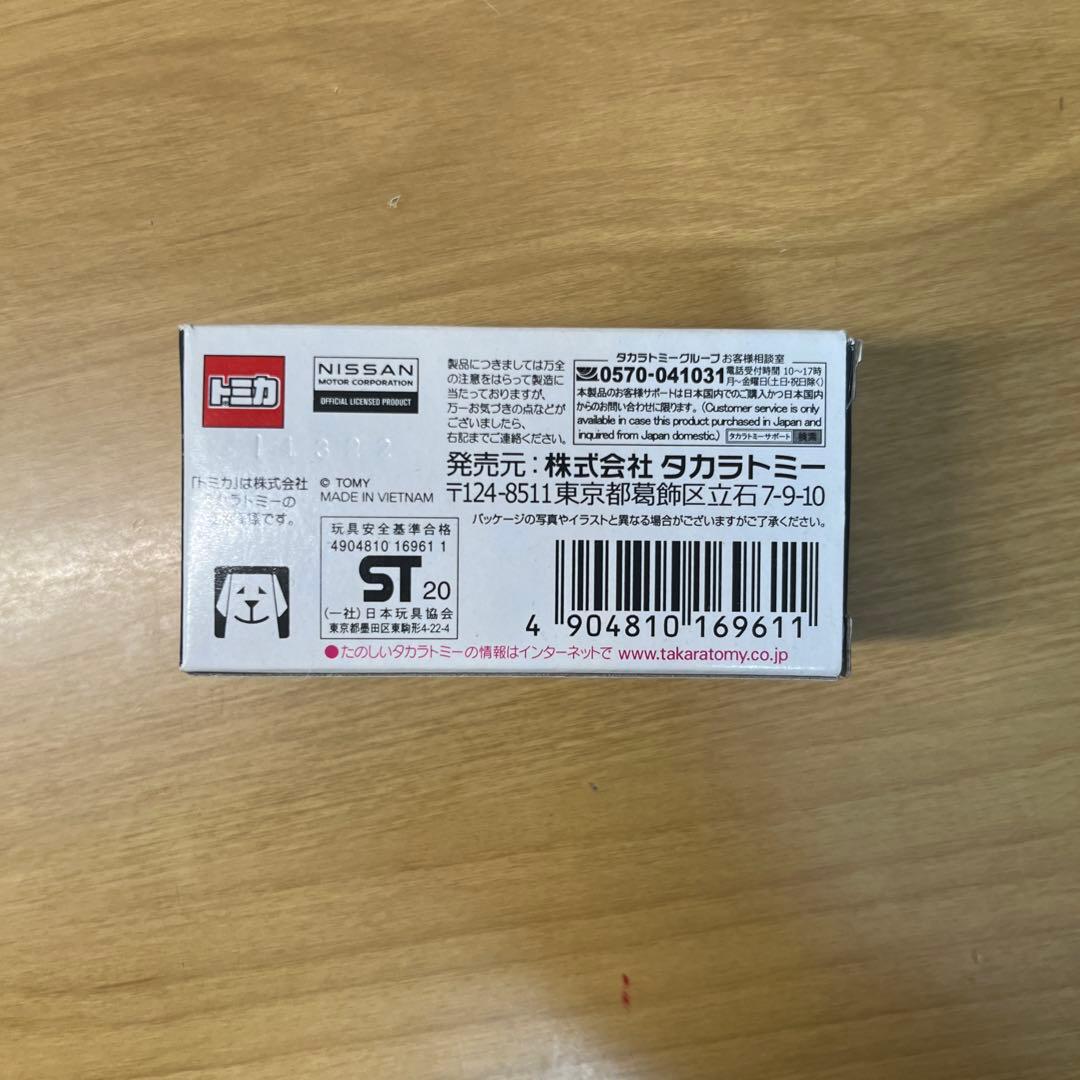 トミカ
NISSAN
MOTOR CORPORATION
OFFICIAL LICENSED PRODUCT
製品につきましては万全
の注意をはらって製造に
当たっておりますが、
万一お気づきの点などが
ございましたら、
右記までご連絡ください。
タカラトミーグループ お客様相談室
0570-041031 電話受付時間 10〜17時
月〜金曜日(土・日・祝日除く)
本製品のお客様サポートは日本国内でのご購入かつ日本国内
からのお問い合わせに限ります。(Customer service is only
available in case this product purchased in Japan and
inquired from Japan domestic.) タカラトミーサポート 検索
発売元:株式会社 タカラトミー
〒124-8511 東京都葛飾区立石 7-9-10
パッケージの写真やイラストと異なる場合がございますがご了承ください。
「トミカ」は株式会社
カラトミーの
です。
© TOMY
MADE IN VIETNAM
玩具安全基準合格
4904810 16961 1
ST 20
(一社)日本玩具協会
東京都墨田区東駒形4-22-4
4 904810 169611
●たのしいタカラトミーの情報はインターネットで www.takaratomy.co.jp